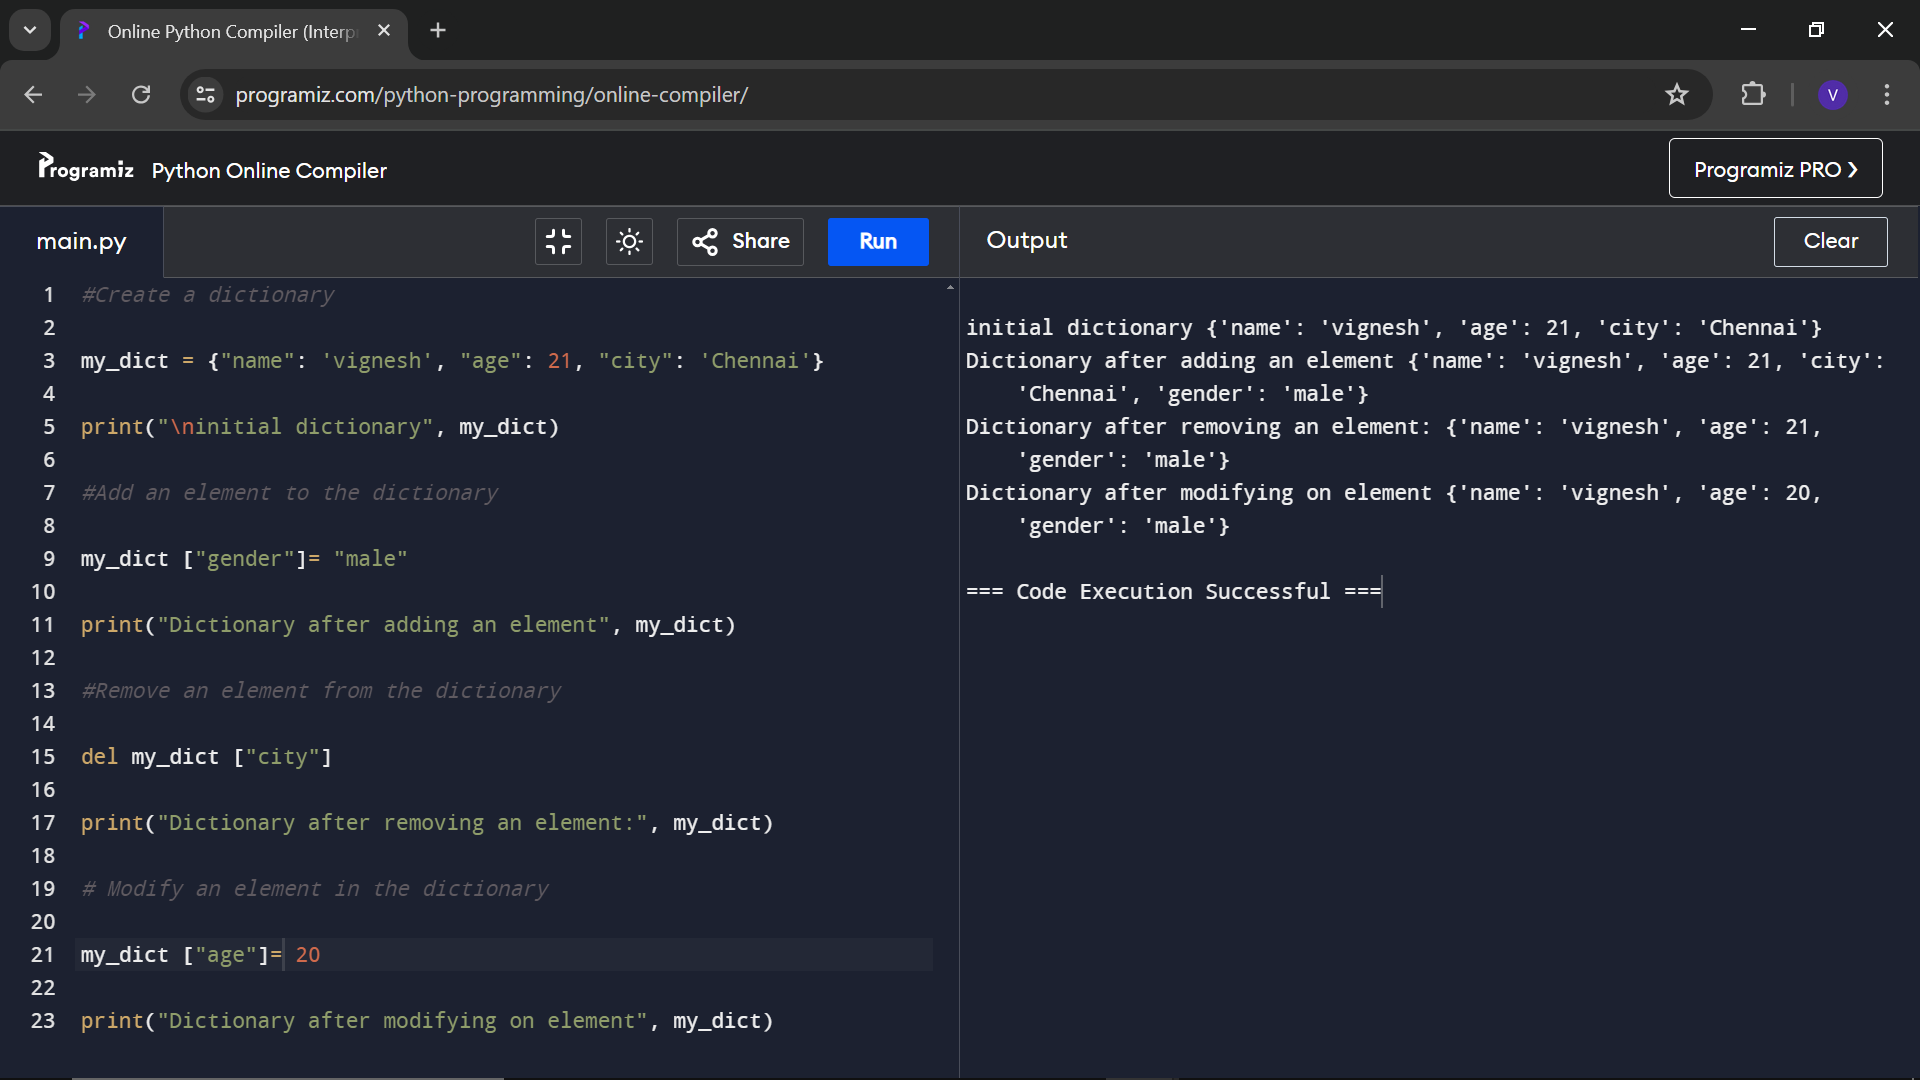 Online Python Compiler (Interp
programiz.com/python-programming/online-compiler/
V
Programiz Python Online Compiler
Programiz PRO ❯
main.py
Share
Run
Output
Clear
1 #Create a dictionary
2
3 my_dict = {"name": 'vignesh', "age": 21, "city": 'Chennai'}
4
5 print("\ninitial dictionary", my_dict)
6
7 #Add an element to the dictionary
8
9 my_dict ["gender"]= "male"
10
11 print("Dictionary after adding an element", my_dict)
12
13 #Remove an element from the dictionary
14
15 del my_dict ["city"]
16
17 print("Dictionary after removing an element:", my_dict)
18
19 # Modify an element in the dictionary
20
21 my_dict ["age"]= 20
22
23 print("Dictionary after modifying on element", my_dict)
initial dictionary {'name': 'vignesh', 'age': 21, 'city': 'Chennai'}
Dictionary after adding an element {'name': 'vignesh', 'age': 21, 'city':
'Chennai', 'gender': 'male'}
Dictionary after removing an element: {'name': 'vignesh', 'age': 21,
'gender': 'male'}
Dictionary after modifying on element {'name': 'vignesh', 'age': 20,
'gender': 'male'}
=== Code Execution Successful ===